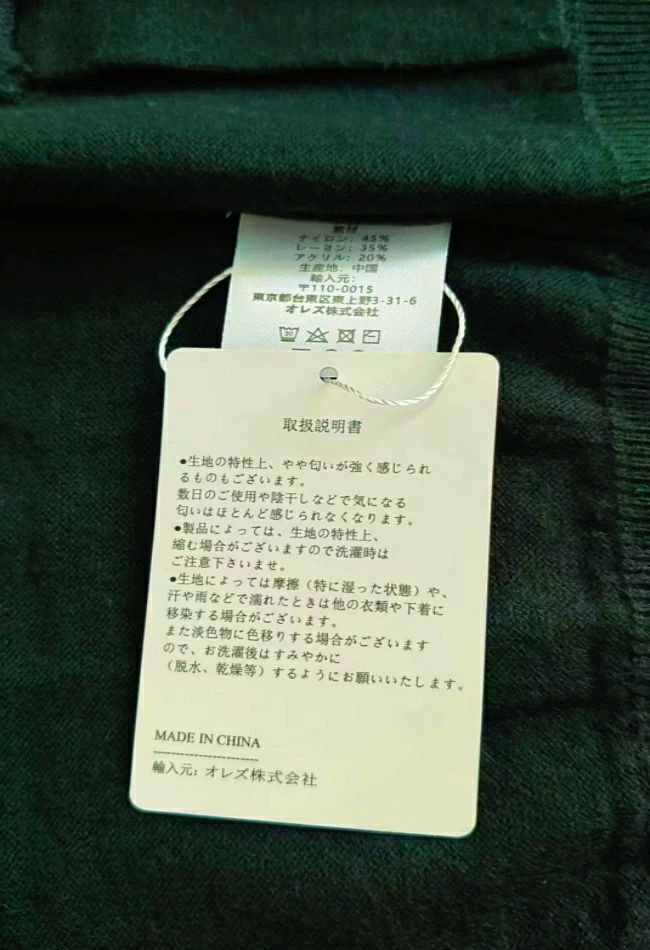 素材
ナイロン: 45%
レーヨン: 35%
アクリル: 20%
生産地: 中国
輸入元:
〒110-0015
東京都台東区東上野3-31-6
オレズ株式会社
30
取扱説明書
●生地の特性上、やや匂いが強く感じられ
るものもございます。
数日のご使用や陰干しなどで気になる
匂いはほとんど感じられなくなります。
●製品によっては、生地の特性上、
縮む場合がございますので洗濯時は
ご注意下さいませ。
●生地によっては摩擦（特に湿った状態）や、
汗や雨などで濡れたときは他の衣類や下着に
移染する場合がございます。
また淡色物に色移りする場合がございます
ので、お洗濯後はすみやかに
（脱水、乾燥等）するようにお願いいたします。
MADE IN CHINA
輸入元: オレズ株式会社